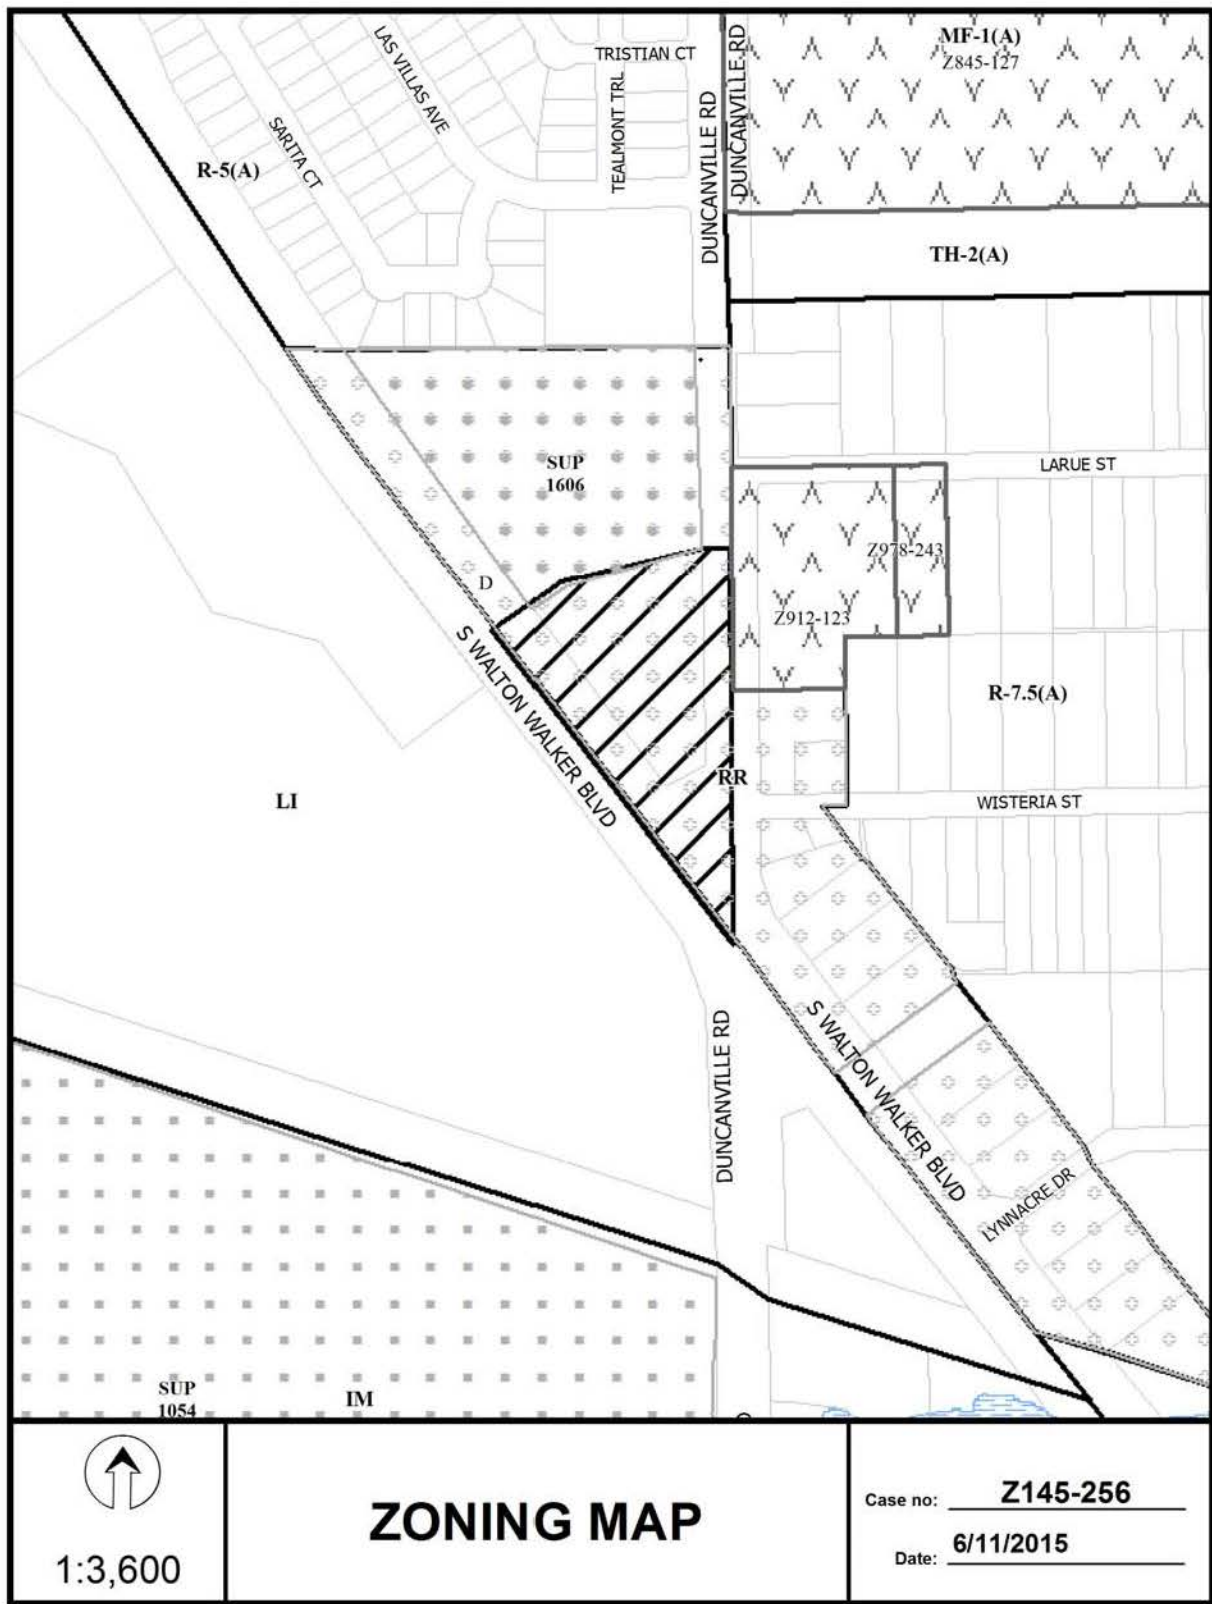 MF-1(A)
Z845-127
LAS VILLAS AVE
TRISTIAN CT
TEALMONT TRL
DUNCANVILLE RD
DUNCANVILLE RD
SARITA CT
R-5(A)
TH-2(A)
SUP
1606
LARUE ST
Z978-243
D
Z912-123
S WALTON WALKER BLVD
R-7.5(A)
RR
LI
WISTERIA ST
S WALTON WALKER BLVD
DUNCANVILLE RD
LYNNACRE DR
SUP
1054
IM
1:3,600
ZONING MAP
Case no: Z145-256
Date: 6/11/2015